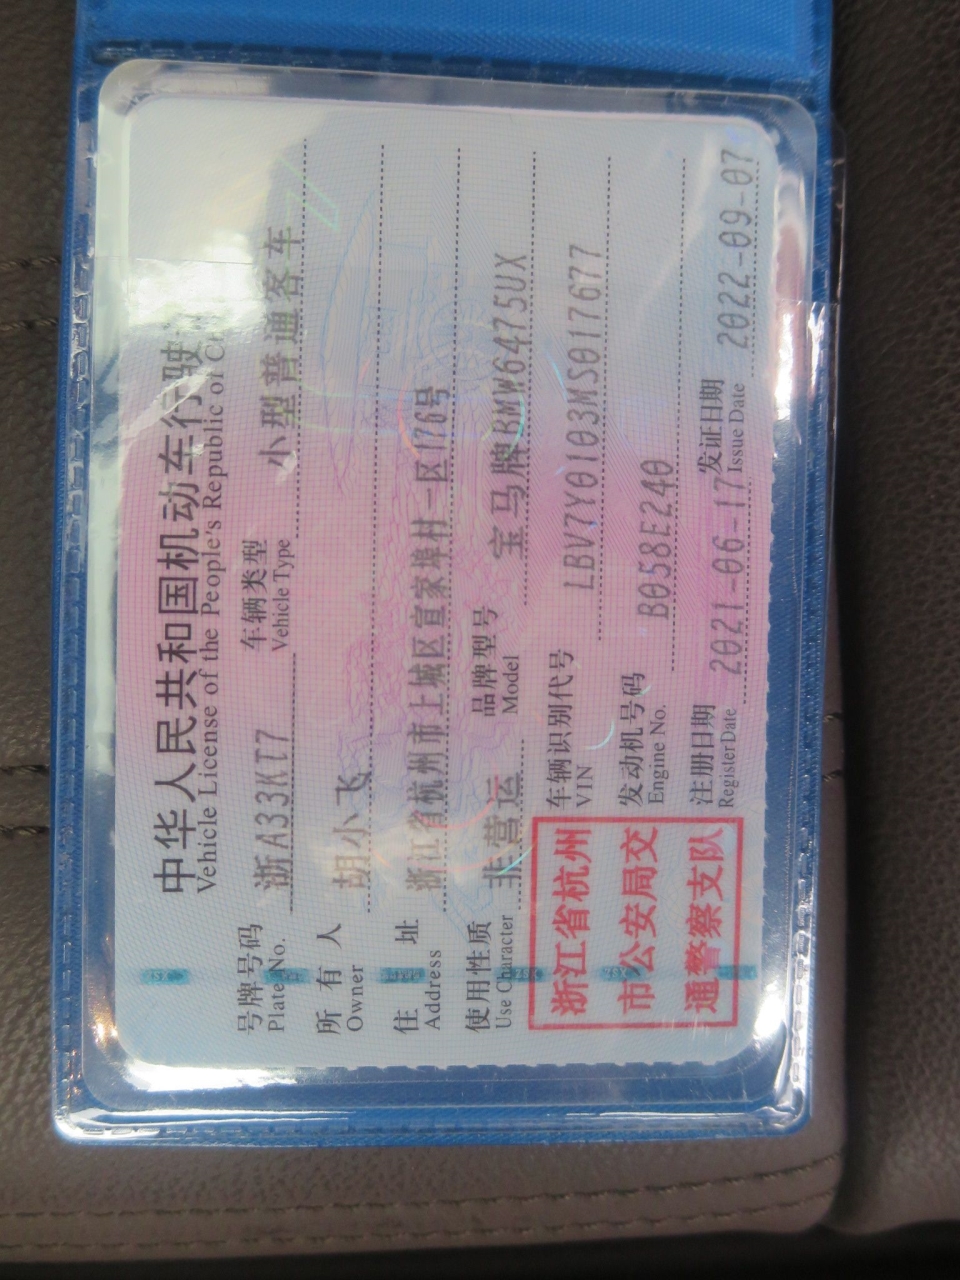 中华人民共和国机动车行驶
Vehicle License of the People's Republic of
号牌号码 浙A33KT7 车辆类型 小型普通客车
Plate No. Vehicle Type
所有人 胡小飞
Owner
住址 浙江省杭州市上城区宣家埠村一区176号
Address
使用性质 非营运 品牌型号 宝马牌BMW6475UX
Use Character Model
浙江省杭州
市公安局交
通警察支队
车辆识别代号 LBV7Y0103MS017677
VIN
发动机号码 B058E240
Engine No.
注册日期 2021-06-17 发证日期 2022-09-07
Register Date Issue Date